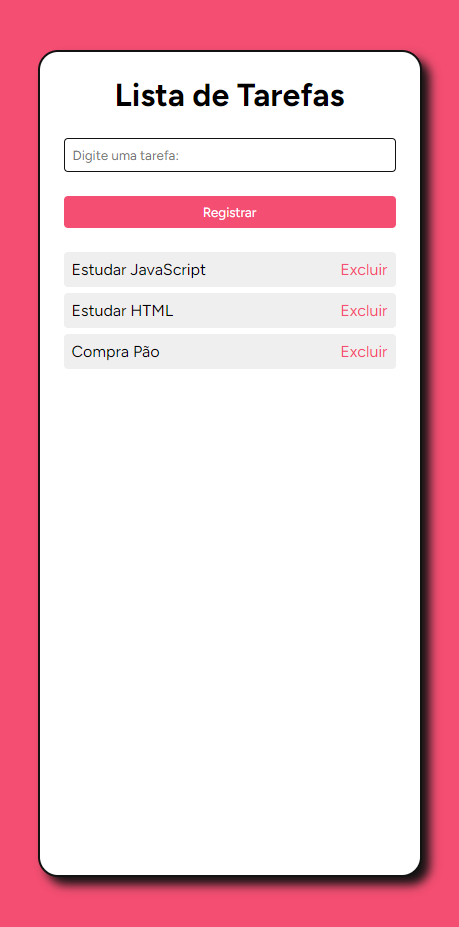 Lista de Tarefas
Digite uma tarefa:
Registrar
Estudar JavaScript Excluir
Estudar HTML Excluir
Compra Pão Excluir